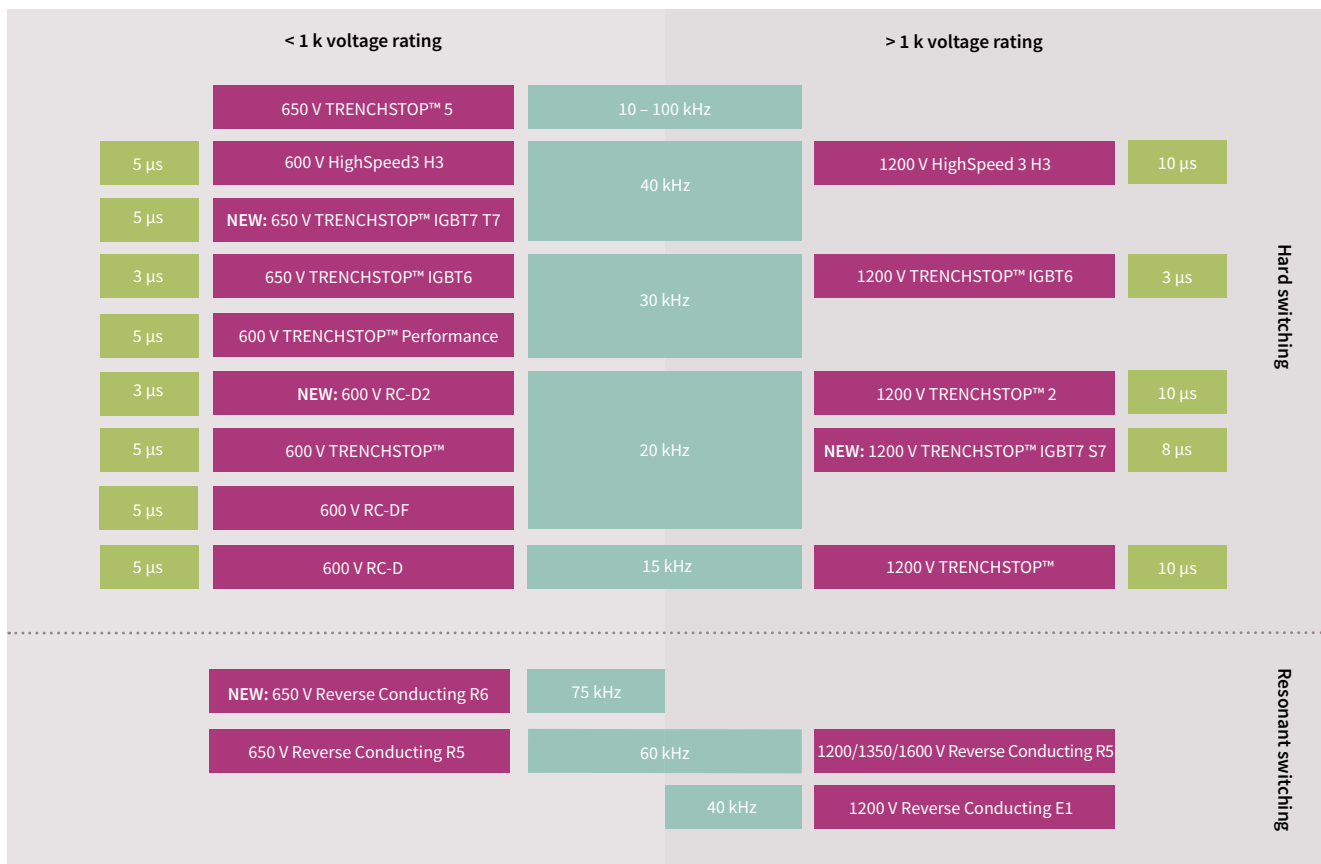 < 1 k voltage rating
> 1 k voltage rating
650 V TRENCHSTOP™ 5
10 – 100 kHz
5 µs
600 V HighSpeed3 H3
40 kHz
1200 V HighSpeed 3 H3
10 µs
5 µs
NEW: 650 V TRENCHSTOP™ IGBT7 T7
3 µs
650 V TRENCHSTOP™ IGBT6
30 kHz
1200 V TRENCHSTOP™ IGBT6
3 µs
5 µs
600 V TRENCHSTOP™ Performance
3 µs
NEW: 600 V RC-D2
20 kHz
1200 V TRENCHSTOP™ 2
10 µs
5 µs
600 V TRENCHSTOP™
NEW: 1200 V TRENCHSTOP™ IGBT7 S7
8 µs
5 µs
600 V RC-DF
5 µs
600 V RC-D
15 kHz
1200 V TRENCHSTOP™
10 µs
Hard switching
NEW: 650 V Reverse Conducting R6
75 kHz
650 V Reverse Conducting R5
60 kHz
1200/1350/1600 V Reverse Conducting R5
40 kHz
1200 V Reverse Conducting E1
Resonant switching